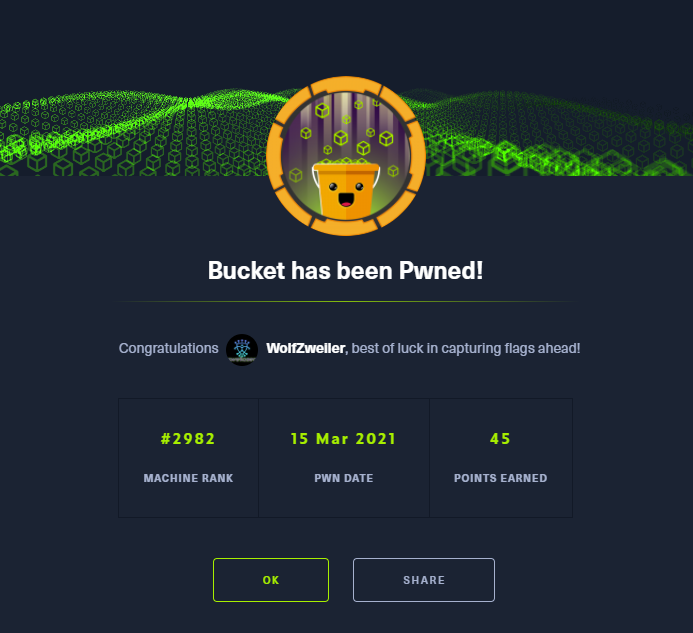 Bucket has been Pwned!
Congratulations WolfZweiler, best of luck in capturing flags ahead!
#2982 15 Mar 2021 45
MACHINE RANK PWN DATE POINTS EARNED
OK SHARE